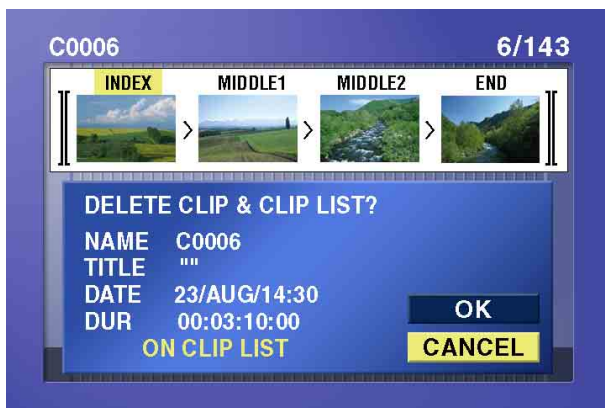 C0006 6/143
INDEX MIDDLE1 MIDDLE2 END
> > >
DELETE CLIP & CLIP LIST?
NAME C0006
TITLE ""
DATE 23/AUG/14:30
DUR 00:03:10:00
OK
ON CLIP LIST
CANCEL